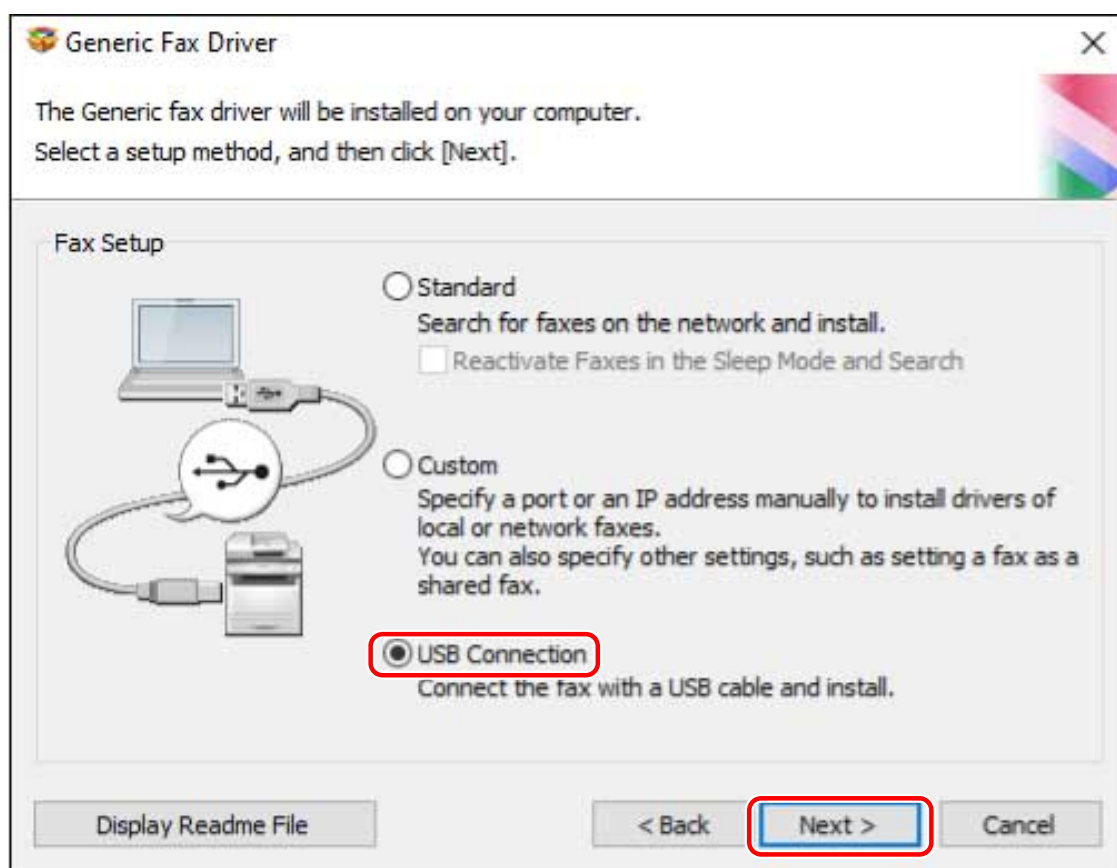 Generic Fax Driver
The Generic fax driver will be installed on your computer.
Select a setup method, and then click [Next].
Fax Setup
Standard
Search for faxes on the network and install.
Reactivate Faxes in the Sleep Mode and Search
Custom
Specify a port or an IP address manually to install drivers of
local or network faxes.
You can also specify other settings, such as setting a fax as a
shared fax.
USB Connection
Connect the fax with a USB cable and install.
Display Readme File
< Back
Next >
Cancel